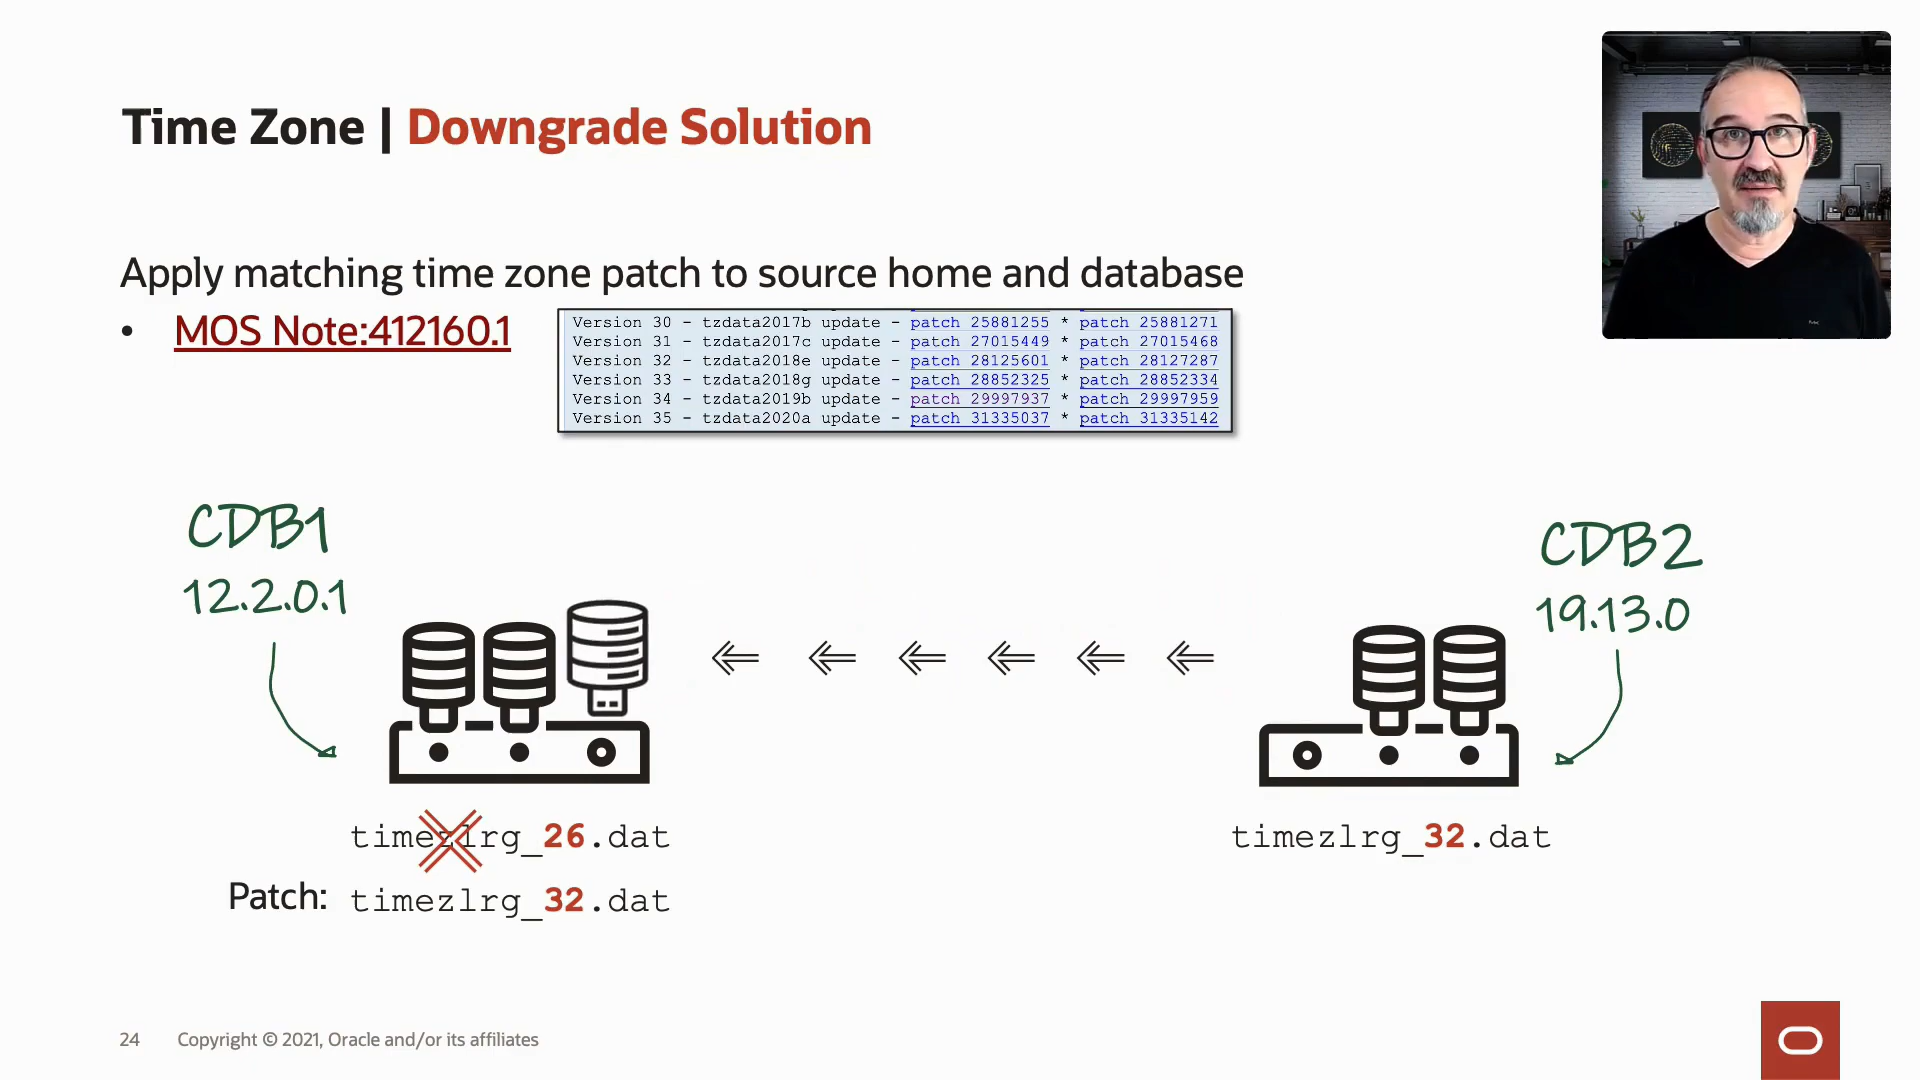 Time Zone | Downgrade Solution
Apply matching time zone patch to source home and database
• MOS Note:412160.1
Version 30 - tzdata2017b update - patch 25881255 * patch 25881271
Version 31 - tzdata2017c update - patch 27015449 * patch 27015468
Version 32 - tzdata2018e update - patch 28125601 * patch 28127287
Version 33 - tzdata2018g update - patch 28852325 * patch 28852334
Version 34 - tzdata2019b update - patch 29997937 * patch 29997959
Version 35 - tzdata2020a update - patch 31335037 * patch 31335142
CDB1
12.2.0.1
CDB2
19.13.0
timezlrg_26.dat
timezlrg_32.dat
Patch: timezlrg_32.dat
24 Copyright © 2021, Oracle and/or its affiliates